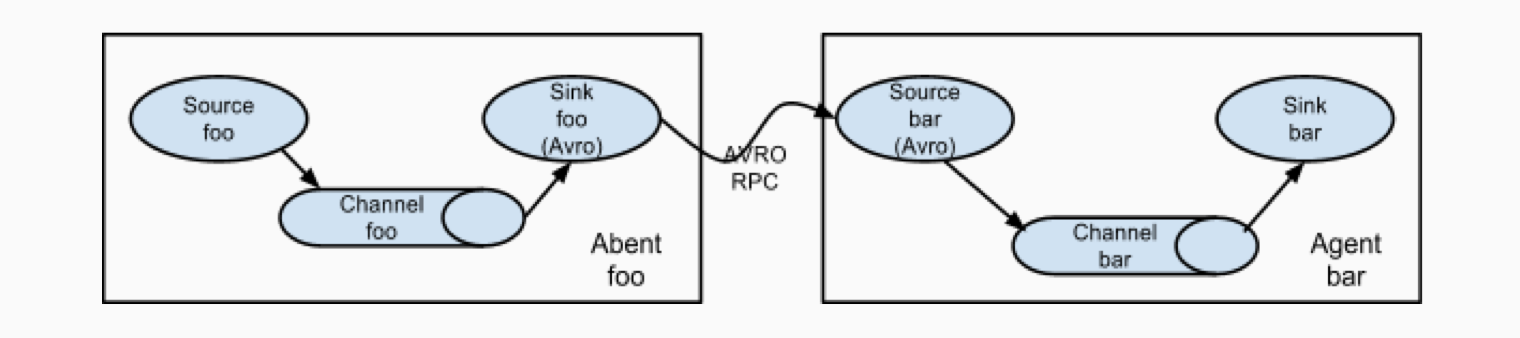 Source
foo
Sink
foo
(Avro)
Channel
foo
Abent
foo
AVRO
RPC
Source
bar
(Avro)
Sink
bar
Channel
bar
Agent
bar